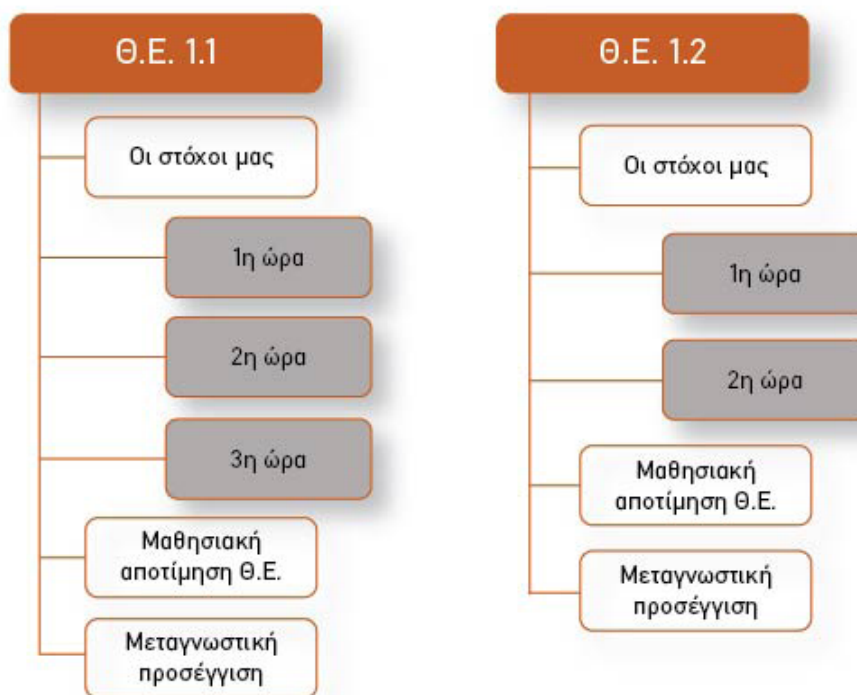 Θ.Ε. 1.1
Οι στόχοι μας
1η ώρα
2η ώρα
3η ώρα
Μαθησιακή
αποτίμηση Θ.Ε.
Μεταγνωστική
προσέγγιση
Θ.Ε. 1.2
Οι στόχοι μας
1η ώρα
2η ώρα
Μαθησιακή
αποτίμηση Θ.Ε.
Μεταγνωστική
προσέγγιση